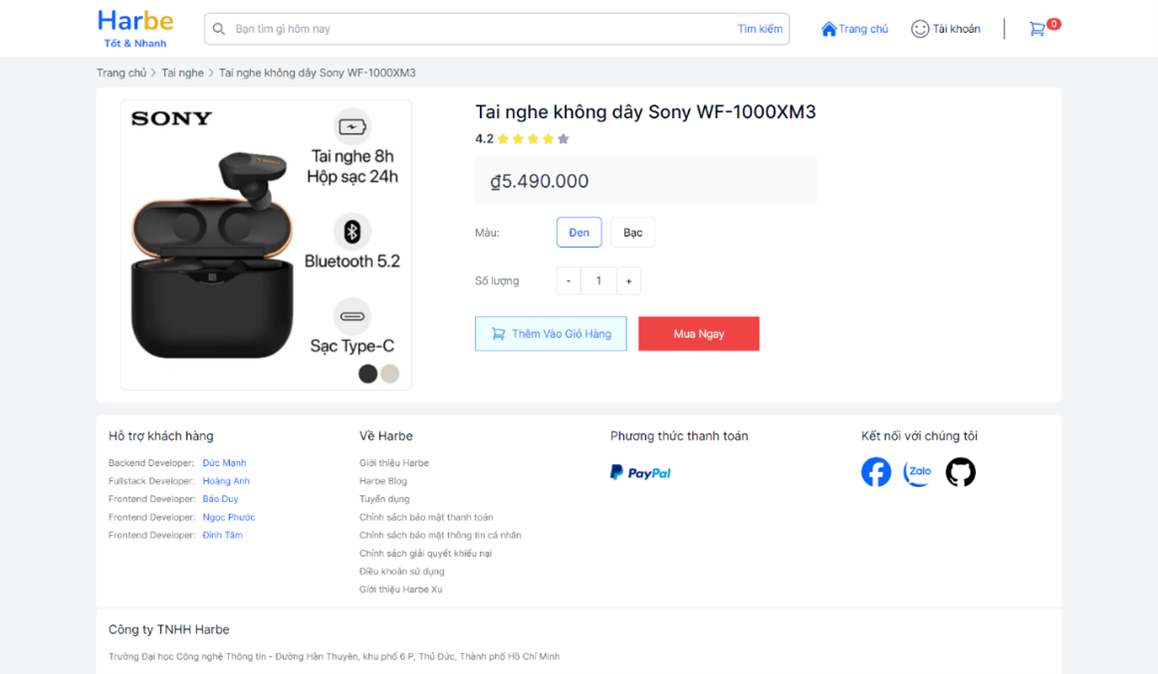 Harbe
Tốt & Nhanh
Bạn tìm gì hôm nay
Tìm kiếm
Trang chủ
Tài khoản
0
Trang chủ > Tai nghe > Tai nghe không dây Sony WF-1000XM3
SONY
Tai nghe 8h
Hộp sạc 24h
Bluetooth 5.2
Sạc Type-C
Tai nghe không dây Sony WF-1000XM3
4.2
₫5.490.000
Màu: Đen Bạc
Số lượng - 1 +
Thêm Vào Giỏ Hàng Mua Ngay
Hỗ trợ khách hàng
Backend Developer: Đức Mạnh
Fullstack Developer: Hoàng Anh
Frontend Developer: Bảo Duy
Frontend Developer: Ngọc Phước
Frontend Developer: Đình Tâm
Về Harbe
Giới thiệu Harbe
Harbe Blog
Tuyển dụng
Chính sách bảo mật thanh toán
Chính sách bảo mật thông tin cá nhân
Chính sách giải quyết khiếu nại
Điều khoản sử dụng
Giới thiệu Harbe Xu
Phương thức thanh toán
PayPal
Kết nối với chúng tôi
Zalo
Công ty TNHH Harbe
Trường Đại học Công nghệ Thông tin - Đường Hàn Thuyên, khu phố 6 P, Thủ Đức, Thành phố Hồ Chí Minh